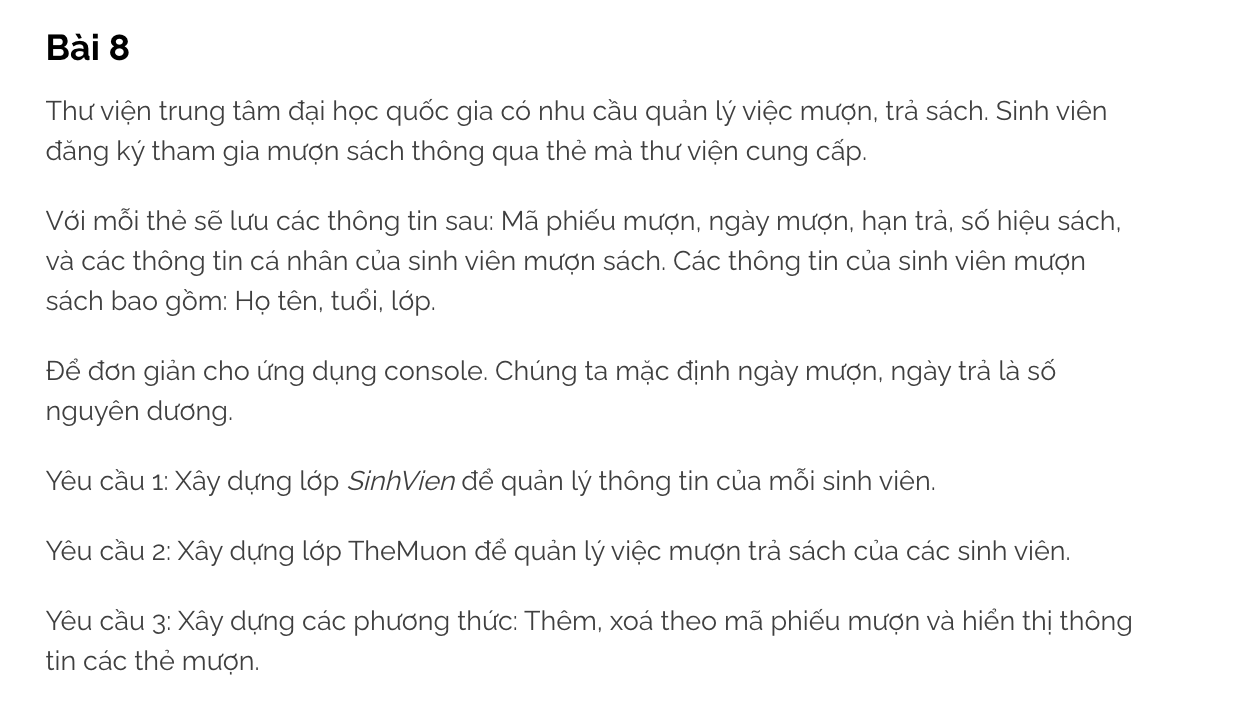 Bài 8
Thư viện trung tâm đại học quốc gia có nhu cầu quản lý việc mượn, trả sách. Sinh viên
đăng ký tham gia mượn sách thông qua thẻ mà thư viện cung cấp.
Với mỗi thẻ sẽ lưu các thông tin sau: Mã phiếu mượn, ngày mượn, hạn trả, số hiệu sách,
và các thông tin cá nhân của sinh viên mượn sách. Các thông tin của sinh viên mượn
sách bao gồm: Họ tên, tuổi, lớp.
Để đơn giản cho ứng dụng console. Chúng ta mặc định ngày mượn, ngày trả là số
nguyên dương.
Yêu cầu 1: Xây dựng lớp SinhVien để quản lý thông tin của mỗi sinh viên.
Yêu cầu 2: Xây dựng lớp TheMuon để quản lý việc mượn trả sách của các sinh viên.
Yêu cầu 3: Xây dựng các phương thức: Thêm, xoá theo mã phiếu mượn và hiển thị thông
tin các thẻ mượn.